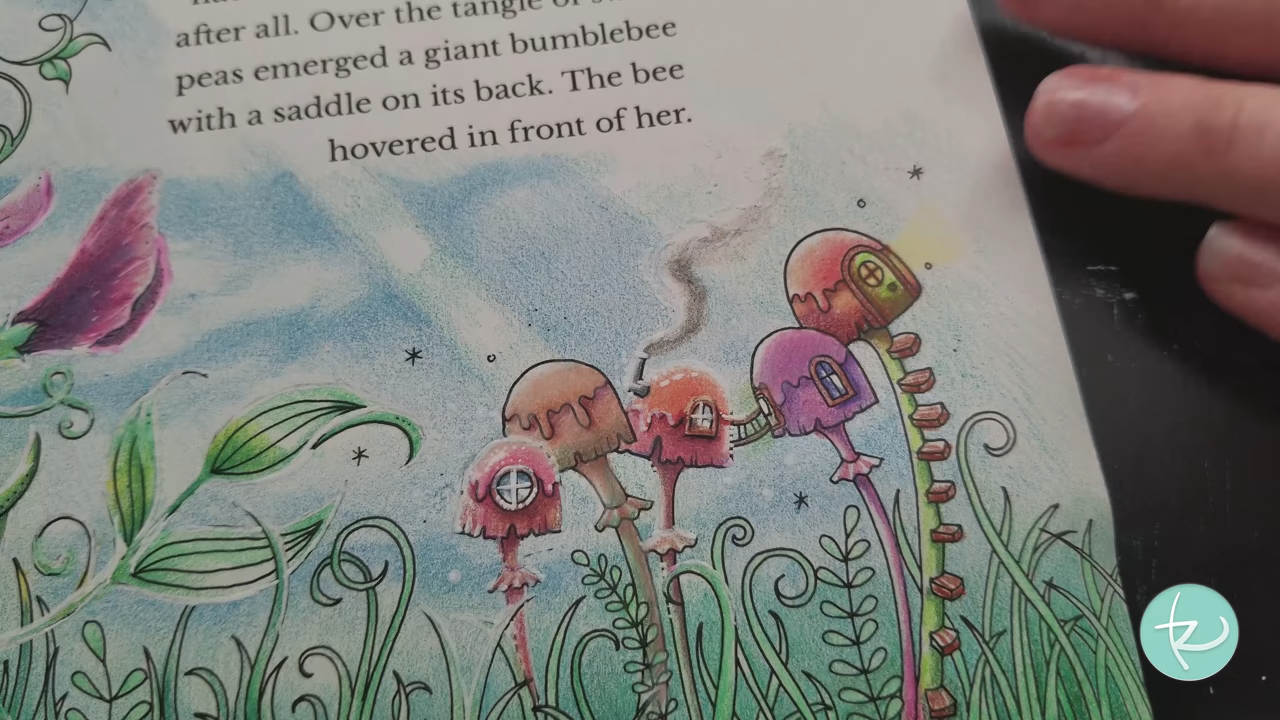 after all. Over the tangle of
peas emerged a giant bumblebee
with a saddle on its back. The bee
hovered in front of her.